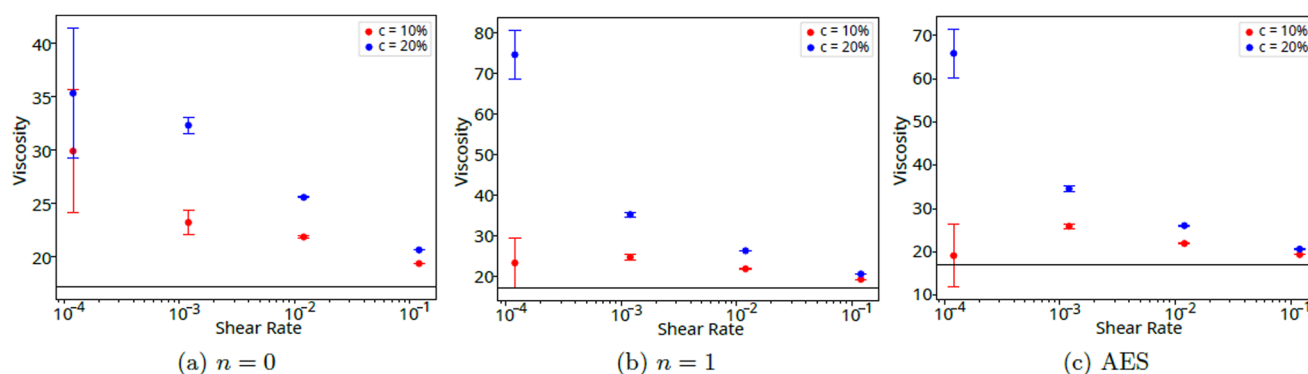 c = 10%
c = 20%
40
35
30
25
20
Viscosity
10⁻⁴ 10⁻³ 10⁻² 10⁻¹
Shear Rate
(a) n = 0
c = 10%
c = 20%
80
70
60
50
40
30
20
Viscosity
10⁻⁴ 10⁻³ 10⁻² 10⁻¹
Shear Rate
(b) n = 1
c = 10%
c = 20%
70
60
50
40
30
20
10
Viscosity
10⁻⁴ 10⁻³ 10⁻² 10⁻¹
Shear Rate
(c) AES